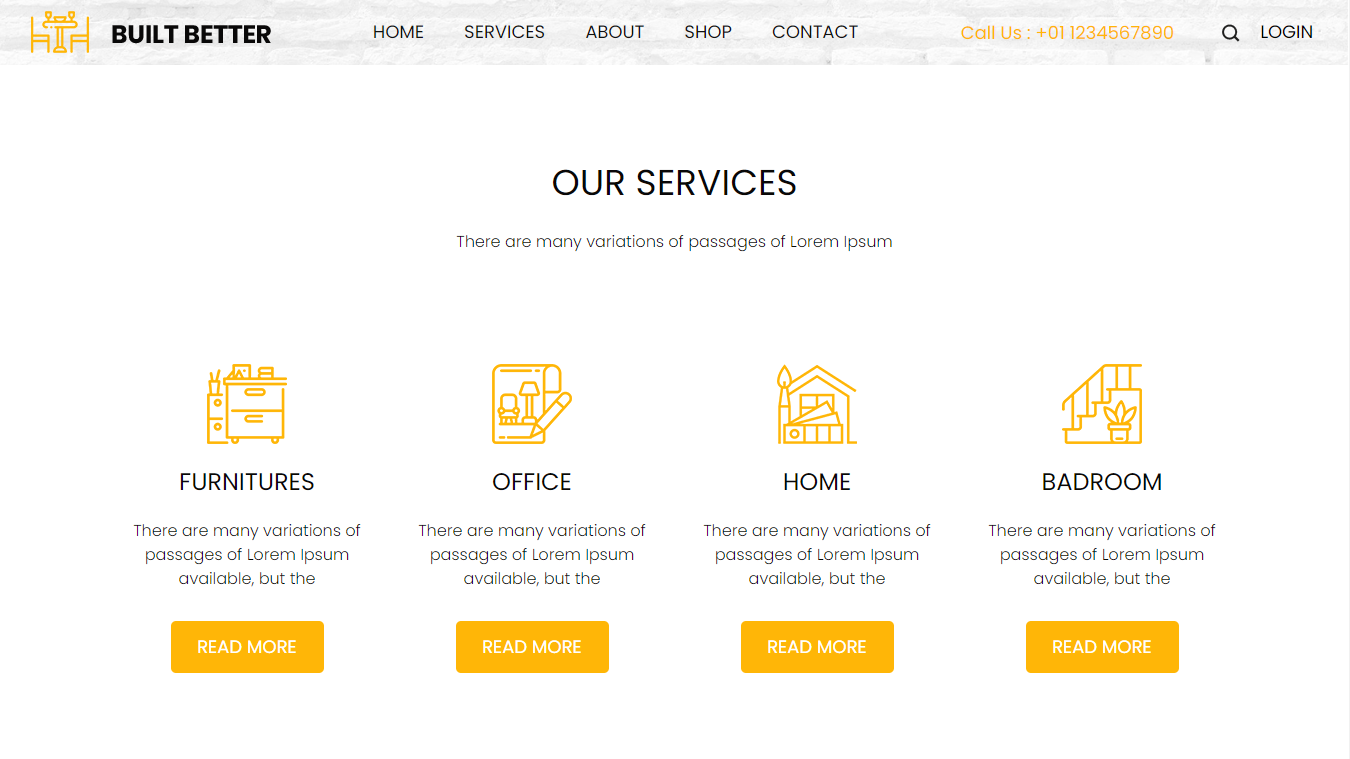 BUILT BETTER
HOME SERVICES ABOUT SHOP CONTACT
Call Us : +01 1234567890
LOGIN
OUR SERVICES
There are many variations of passages of Lorem Ipsum
FURNITURES
There are many variations of
passages of Lorem Ipsum
available, but the
READ MORE
OFFICE
There are many variations of
passages of Lorem Ipsum
available, but the
READ MORE
HOME
There are many variations of
passages of Lorem Ipsum
available, but the
READ MORE
BADROOM
There are many variations of
passages of Lorem Ipsum
available, but the
READ MORE